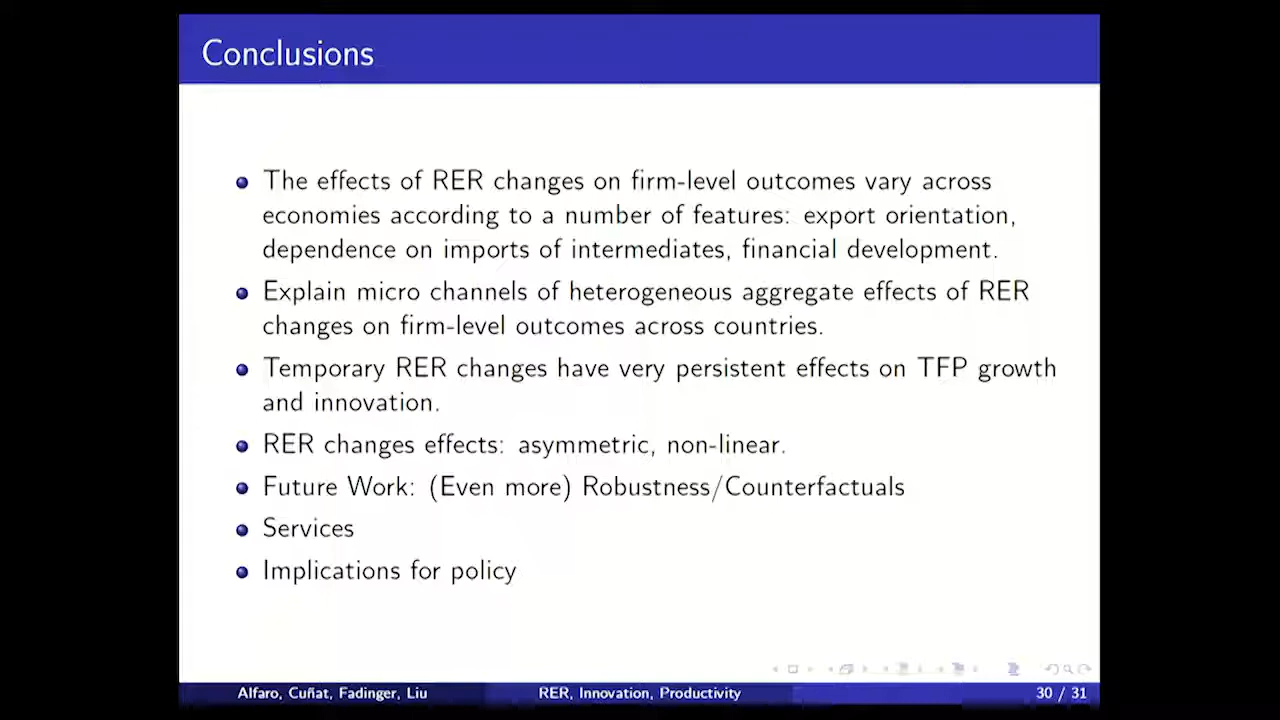 Conclusions
The effects of RER changes on firm-level outcomes vary across
economies according to a number of features: export orientation,
dependence on imports of intermediates, financial development.
Explain micro channels of heterogeneous aggregate effects of RER
changes on firm-level outcomes across countries.
Temporary RER changes have very persistent effects on TFP growth
and innovation.
RER changes effects: asymmetric, non-linear.
Future Work: (Even more) Robustness/Counterfactuals
Services
Implications for policy
Alfaro, Cuñat, Fadinger, Liu
RER, Innovation, Productivity
30 / 31